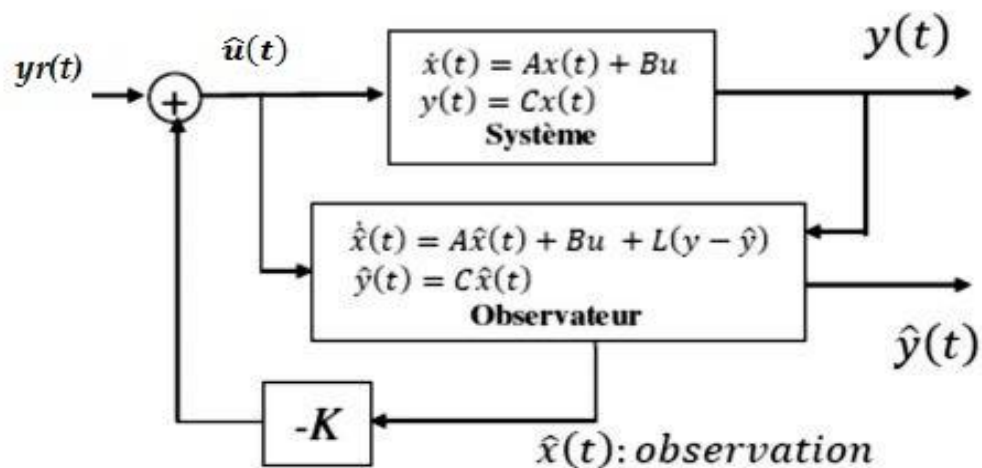 yr(t)
û(t)
+
ẋ(t) = Ax(t) + Bu
y(t) = Cx(t)
Système
y(t)
x̂̇(t) = Ax̂(t) + Bu + L(y − ŷ)
ŷ(t) = Cx̂(t)
Observateur
ŷ(t)
-K
x̂(t): observation